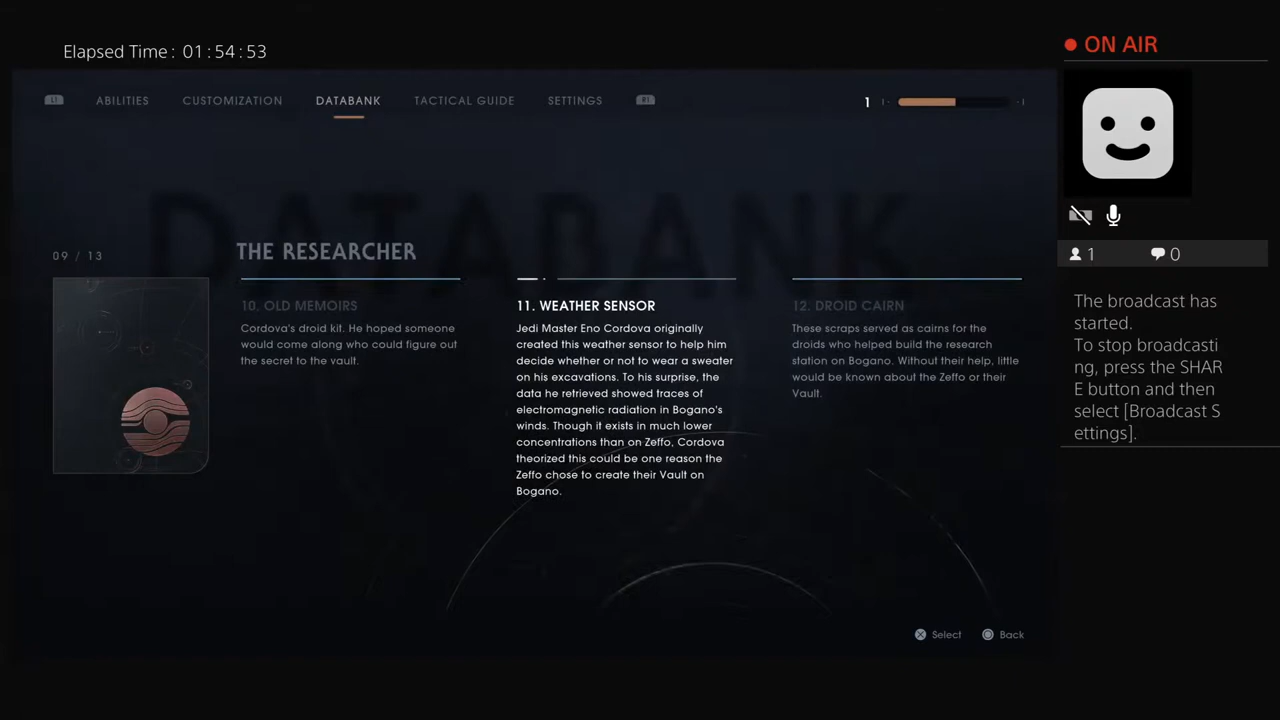 Elapsed Time: 01:54:53
ON AIR
L1
ABILITIES
CUSTOMIZATION
DATABANK
TACTICAL GUIDE
SETTINGS
R1
1
DATABANK
1
0
09 / 13
THE RESEARCHER
10. OLD MEMOIRS
Cordova's droid kit. He hoped someone
would come along who could figure out
the secret to the vault.
11. WEATHER SENSOR
Jedi Master Eno Cordova originally
created this weather sensor to help him
decide whether or not to wear a sweater
on his excavations. To his surprise, the
data he retrieved showed traces of
electromagnetic radiation in Bogano's
winds. Though it exists in much lower
concentrations than on Zeffo, Cordova
theorized this could be one reason the
Zeffo chose to create their Vault on
Bogano.
12. DROID CAIRN
These scraps served as cairns for the
droids who helped build the research
station on Bogano. Without their help, little
would be known about the Zeffo or their
Vault.
The broadcast has
started.
To stop broadcasti
ng, press the SHAR
E button and then
select [Broadcast S
ettings].
Select
Back